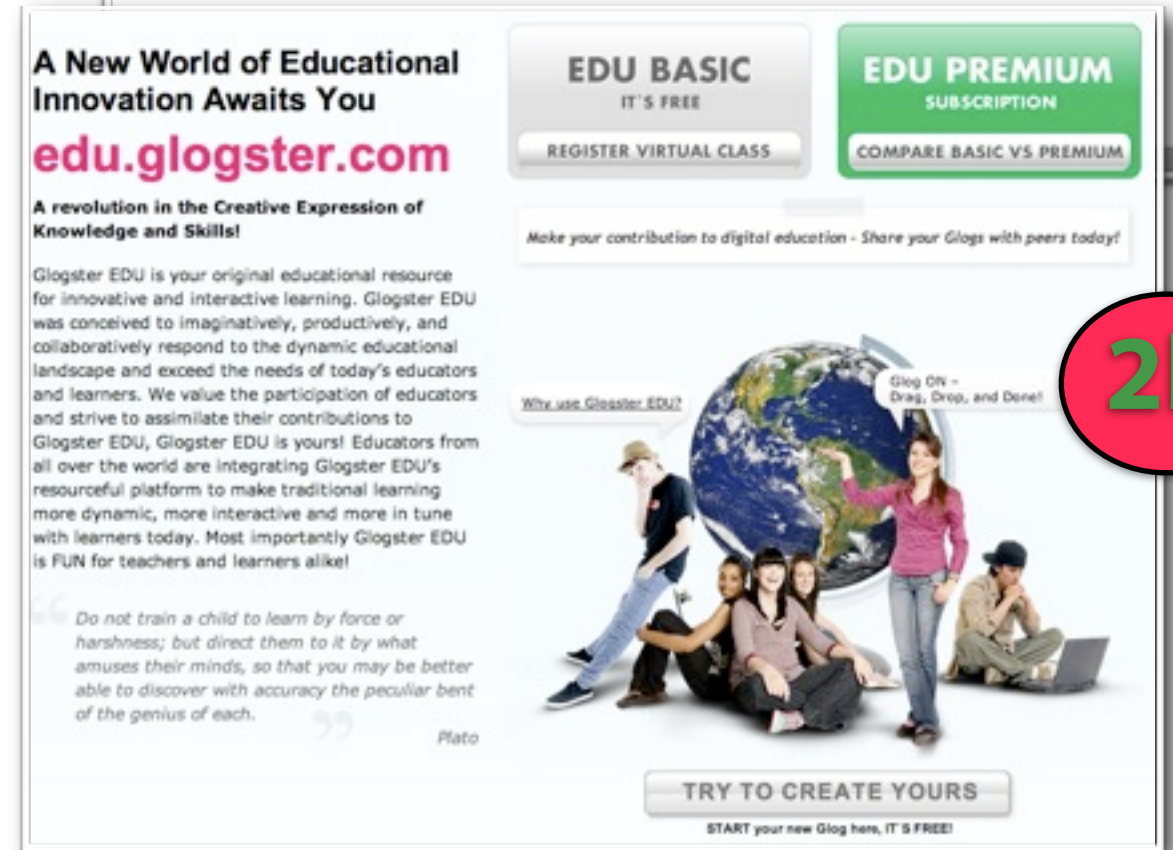 A New World of Educational
Innovation Awaits You
edu.glogster.com
A revolution in the Creative Expression of
Knowledge and Skills!
Glogster EDU is your original educational resource
for innovative and interactive learning. Glogster EDU
was conceived to imaginatively, productively, and
collaboratively respond to the dynamic educational
landscape and exceed the needs of today's educators
and learners. We value the participation of educators
and strive to assimilate their contributions to
Glogster EDU, Glogster EDU is yours! Educators from
all over the world are integrating Glogster EDU's
resourceful platform to make traditional learning
more dynamic, more interactive and more in tune
with learners today. Most importantly Glogster EDU
is FUN for teachers and learners alike!
“ Do not train a child to learn by force or
harshness; but direct them to it by what
amuses their minds, so that you may be better
able to discover with accuracy the peculiar bent
of the genius of each. ”
Plato
EDU BASIC
IT'S FREE
REGISTER VIRTUAL CLASS
EDU PREMIUM
SUBSCRIPTION
COMPARE BASIC VS PREMIUM
Make your contribution to digital education - Share your Glogs with peers today!
Why use Glogster EDU?
Glog ON -
Drag, Drop, and Done!
2
TRY TO CREATE YOURS
START your new Glog here, IT'S FREE!